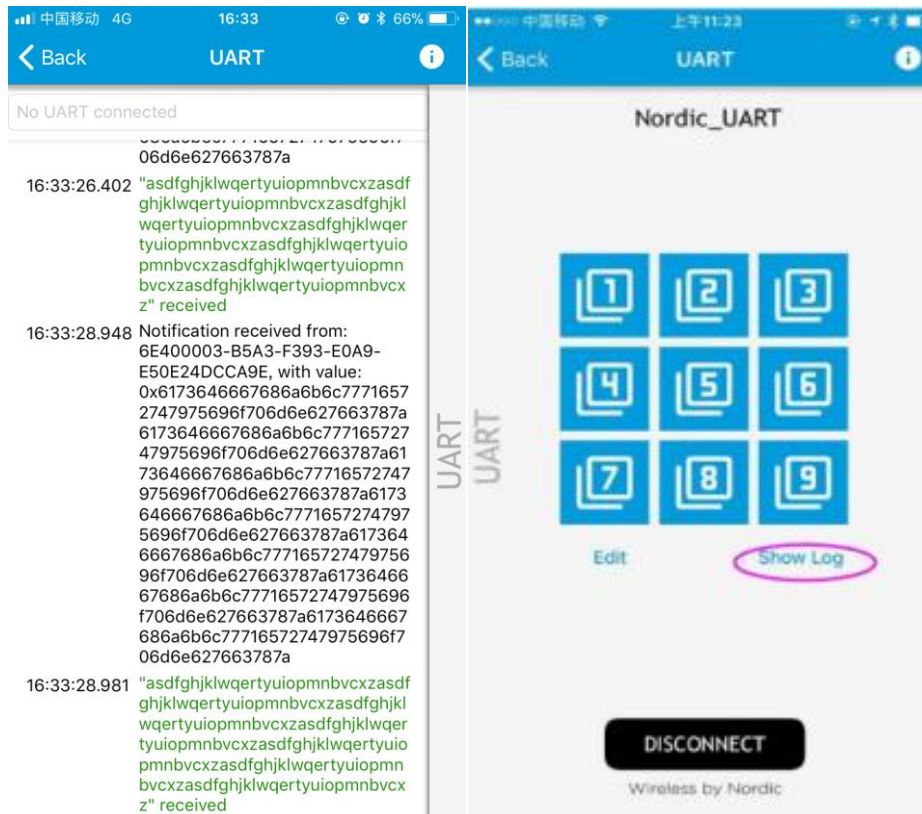 中国移动 4G 16:33 66%
Back UART
No UART connected
06d6e627663787a
16:33:26.402 "asdfghjklwqertyuiopmnbvcxzasdf
ghjklwqertyuiopmnbvcxzasdfghjkl
wqertyuiopmnbvcxzasdfghjklwqer
tyuiopmnbvcxzasdfghjklwqertyuio
pmnbvcxzasdfghjklwqertyuiopmn
bvcxzasdfghjklwqertyuiopmnbvcx
z" received
16:33:28.948 Notification received from:
6E400003-B5A3-F393-E0A9-
E50E24DCCA9E, with value:
0x6173646667686a6b6c7771657
2747975696f706d6e627663787a
6173646667686a6b6c777165727
47975696f706d6e627663787a61
73646667686a6b6c77716572747
975696f706d6e627663787a6173
646667686a6b6c7771657274797
5696f706d6e627663787a617364
6667686a6b6c777165727479756
96f706d6e627663787a61736466
67686a6b6c77716572747975696
f706d6e627663787a6173646667
686a6b6c77716572747975696f7
06d6e627663787a
16:33:28.981 "asdfghjklwqertyuiopmnbvcxzasdf
ghjklwqertyuiopmnbvcxzasdfghjkl
wqertyuiopmnbvcxzasdfghjklwqer
tyuiopmnbvcxzasdfghjklwqertyuio
pmnbvcxzasdfghjklwqertyuiopmn
bvcxzasdfghjklwqertyuiopmnbvcx
z" received
UART
中国移动 上午11:23
Back UART
Nordic_UART
1 2 3
4 5 6
7 8 9
UART
Edit Show Log
DISCONNECT
Wireless by Nordic